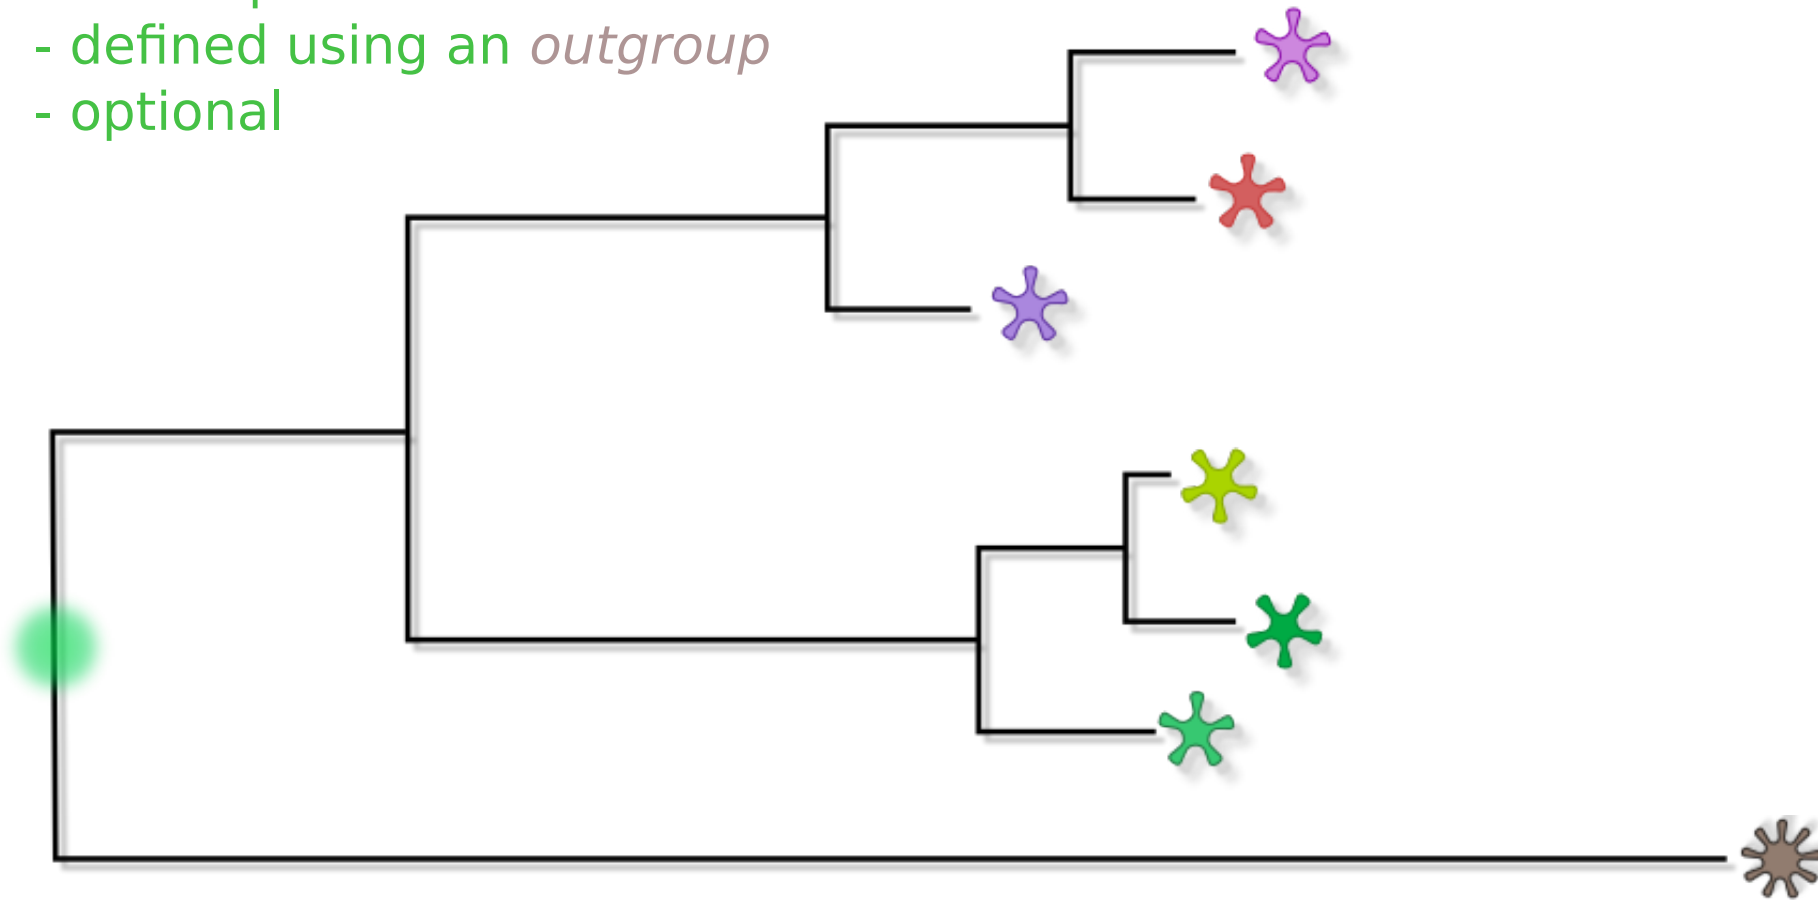 - defined using an outgroup
- optional